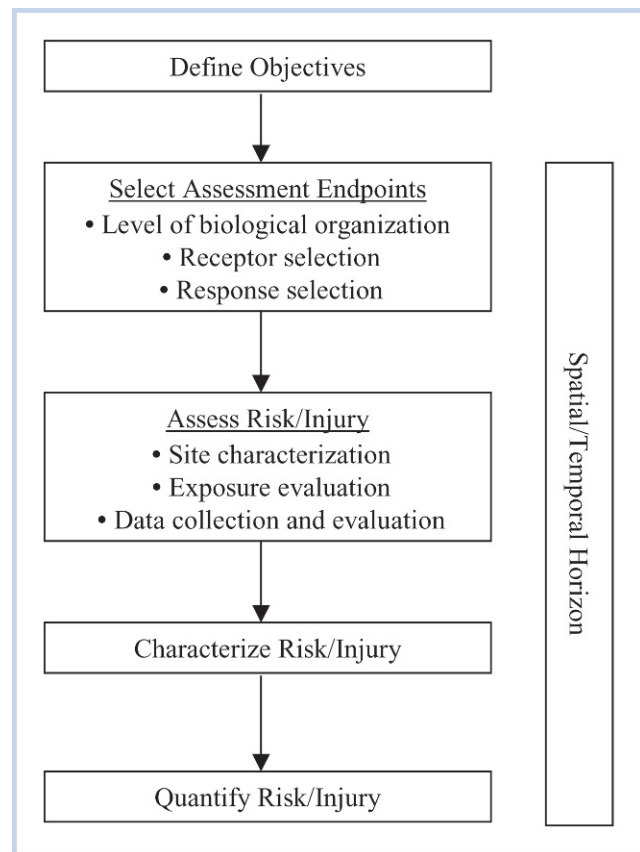 Define Objectives
Select Assessment Endpoints
• Level of biological organization
• Receptor selection
• Response selection
Assess Risk/Injury
• Site characterization
• Exposure evaluation
• Data collection and evaluation
Characterize Risk/Injury
Quantify Risk/Injury
Spatial/Temporal Horizon